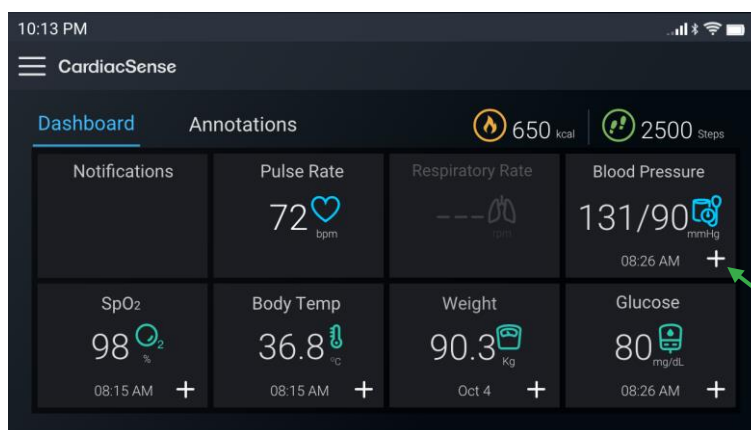 10:13 PM
CardiacSense
Dashboard Annotations 650 kcal 2500 Steps
Notifications Pulse Rate Respiratory Rate Blood Pressure
72 bpm --- rpm 131/90 mmHg
08:26 AM +
SpO2 Body Temp Weight Glucose
98 O2 % 36.8 °C 90.3 Kg 80 mg/dL
08:15 AM + 08:15 AM + Oct 4 + 08:26 AM +